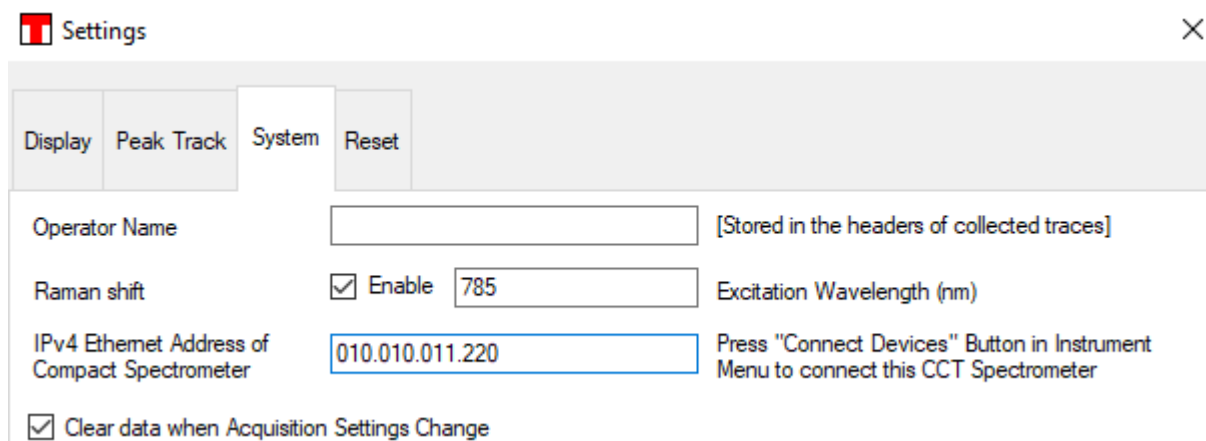 Settings
Display Peak Track System Reset
Operator Name [Stored in the headers of collected traces]
Raman shift Enable 785 Excitation Wavelength (nm)
IPv4 Ethernet Address of
Compact Spectrometer
010.010.011.220
Press "Connect Devices" Button in Instrument
Menu to connect this CCT Spectrometer
Clear data when Acquisition Settings Change